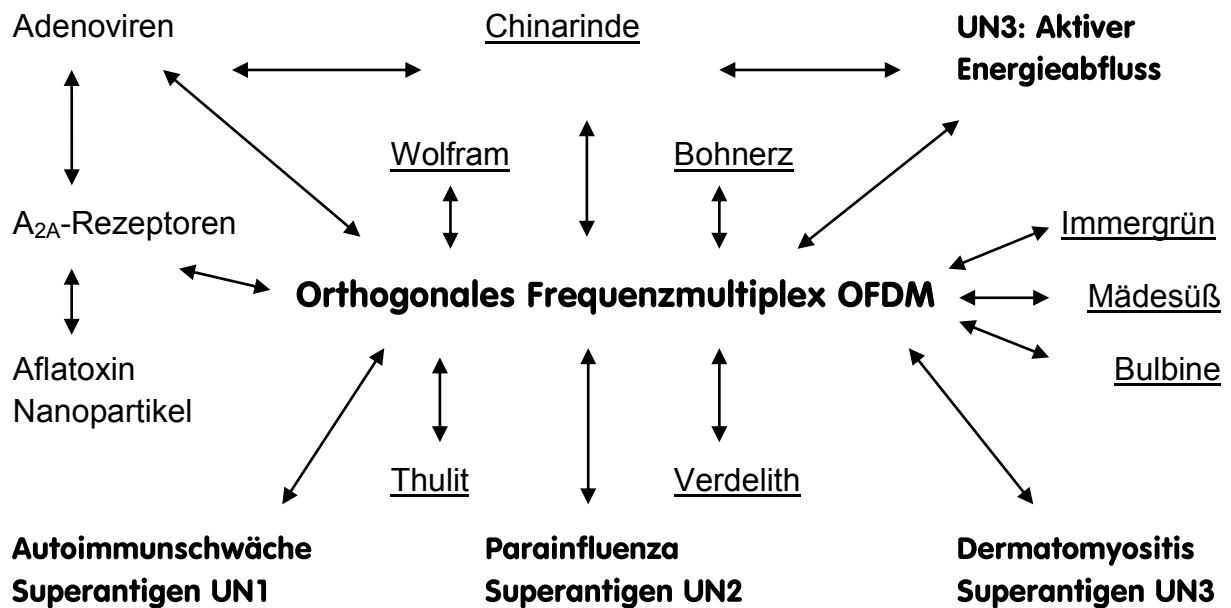 Adenoviren
Chinarinde
UN3: Aktiver
Energieabfluss
Wolfram
Bohnerz
A2A-Rezeptoren
Immergrün
Orthogonales Frequenzmultiplex OFDM
Mädesüß
Bulbine
Aflatoxin
Nanopartikel
Thulit
Verdelith
Autoimmunschwäche
Superantigen UN1
Parainfluenza
Superantigen UN2
Dermatomyositis
Superantigen UN3